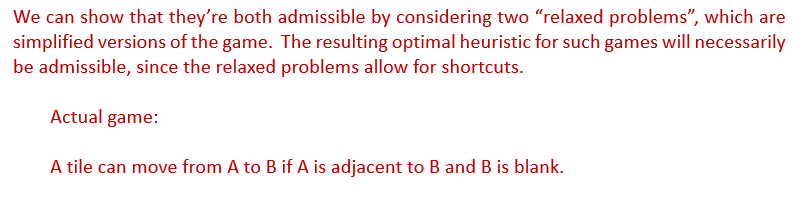 We can show that they’re both admissible by considering two “relaxed problems”, which are
simplified versions of the game. The resulting optimal heuristic for such games will necessarily
be admissible, since the relaxed problems allow for shortcuts.
Actual game:
A tile can move from A to B if A is adjacent to B and B is blank.